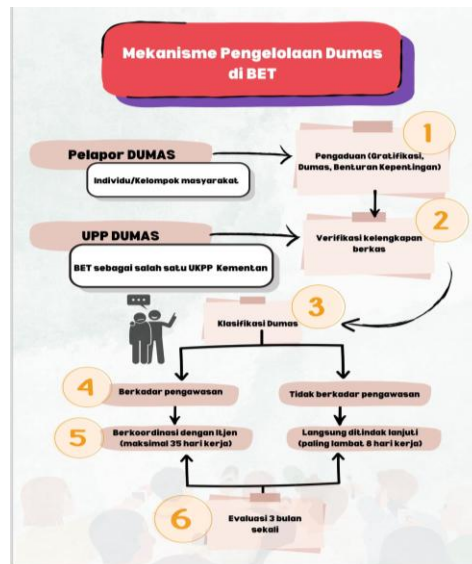 Mekanisme Pengelolaan Dumas
di BET
1
Pelapor DUMAS
Individu/Kelompok masyarakat
Pengaduan (Gratifikasi,
Dumas, Benturan Kepentingan)
2
UPP DUMAS
BET sebagai salah satu UKPP Kementan
Verifikasi kelengkapan
berkas
3
Klasifikasi Dumas
4
Berkadar pengawasan
Tidak berkadar pengawasan
5
Berkoordinasi dengan Itjen
(maksimal 35 hari kerja)
Langsung ditindak lanjuti
(paling lambat 8 hari kerja)
6
Evaluasi 3 bulan
sekali